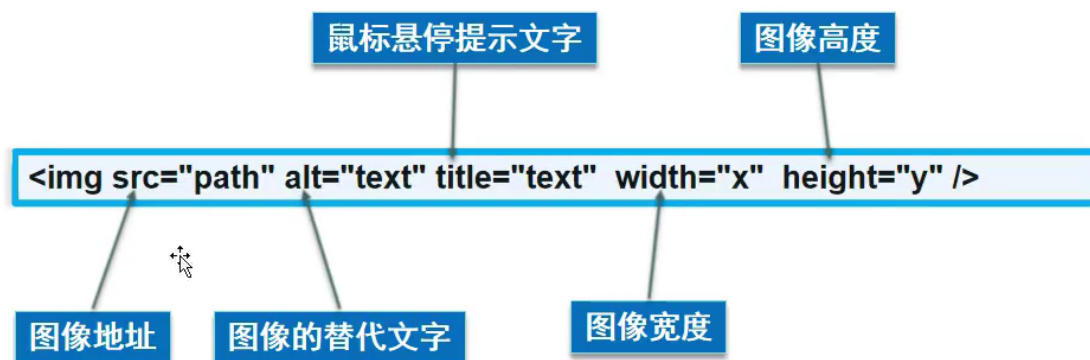 鼠标悬停提示文字
图像高度
<img src="path" alt="text" title="text" width="x" height="y" />
图像地址
图像的替代文字
图像宽度